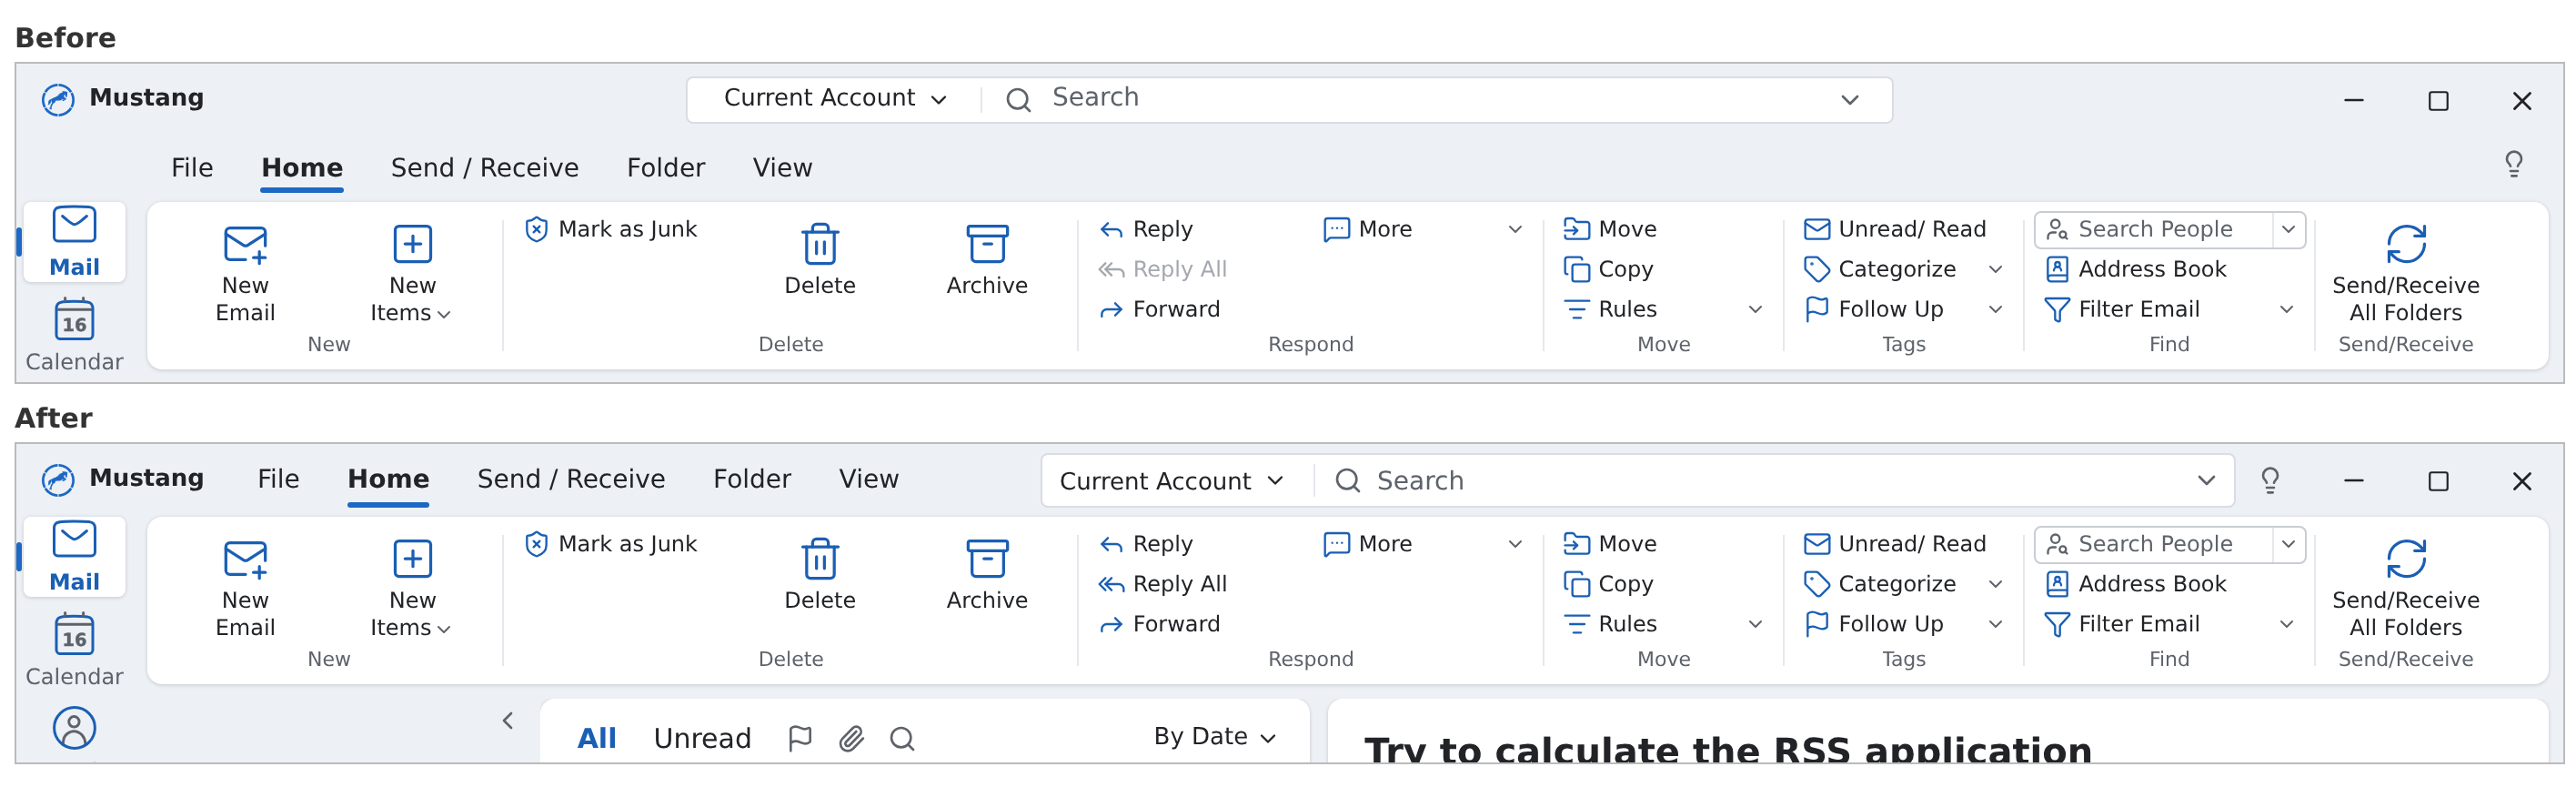 Before
Mustang
Current Account
Search
File Home Send / Receive Folder View
Mail
16
Calendar
New Email
New Items
New
Mark as Junk
Delete
Archive
Delete
Reply
Reply All
Forward
More
Respond
Move
Copy
Rules
Move
Unread/ Read
Categorize
Follow Up
Tags
Search People
Address Book
Filter Email
Find
Send/Receive
All Folders
Send/Receive
After
Mustang File Home Send / Receive Folder View
Current Account
Search
Mail
16
Calendar
New Email
New Items
New
Mark as Junk
Delete
Archive
Delete
Reply
Reply All
Forward
More
Respond
Move
Copy
Rules
Move
Unread/ Read
Categorize
Follow Up
Tags
Search People
Address Book
Filter Email
Find
Send/Receive
All Folders
Send/Receive
All Unread
By Date
Try to calculate the RSS application